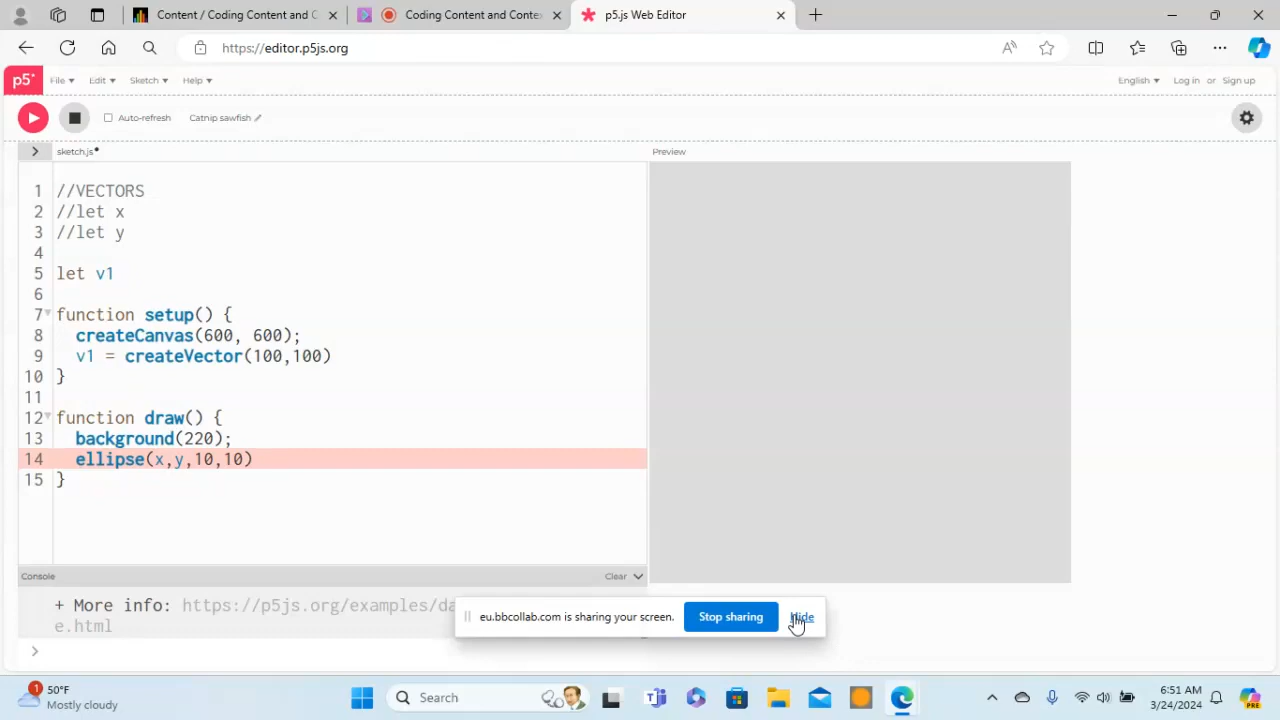 Content / Coding Content and C
Coding Content and Conte
p5.js Web Editor
https://editor.p5js.org
p5*
File
Edit
Sketch
Help
English
Log in
or
Sign up
Auto-refresh
Catnip sawfish
sketch.js
Preview
1 //VECTORS
2 //let x
3 //let y
4
5 let v1
6
7 function setup() {
8 createCanvas(600, 600);
9 v1 = createVector(100,100)
10 }
11
12 function draw() {
13 background(220);
14 ellipse(x,y,10,10)
15 }
Console
Clear
+ More info: https://p5js.org/examples/da
e.html
eu.bbcollab.com is sharing your screen.
Stop sharing
Hide
1
50°F
Mostly cloudy
Search
6:51 AM
3/24/2024
PRE